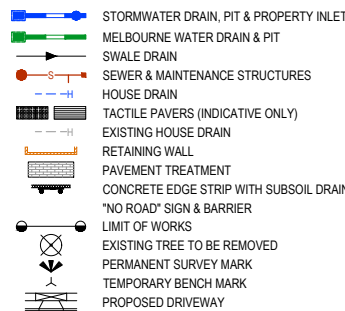 STORMWATER DRAIN, PIT & PROPERTY INLET
MELBOURNE WATER DRAIN & PIT
SWALE DRAIN
S SEWER & MAINTENANCE STRUCTURES
H HOUSE DRAIN
TACTILE PAVERS (INDICATIVE ONLY)
H EXISTING HOUSE DRAIN
RETAINING WALL
PAVEMENT TREATMENT
CONCRETE EDGE STRIP WITH SUBSOIL DRAIN
"NO ROAD" SIGN & BARRIER
LIMIT OF WORKS
EXISTING TREE TO BE REMOVED
PERMANENT SURVEY MARK
TEMPORARY BENCH MARK
PROPOSED DRIVEWAY